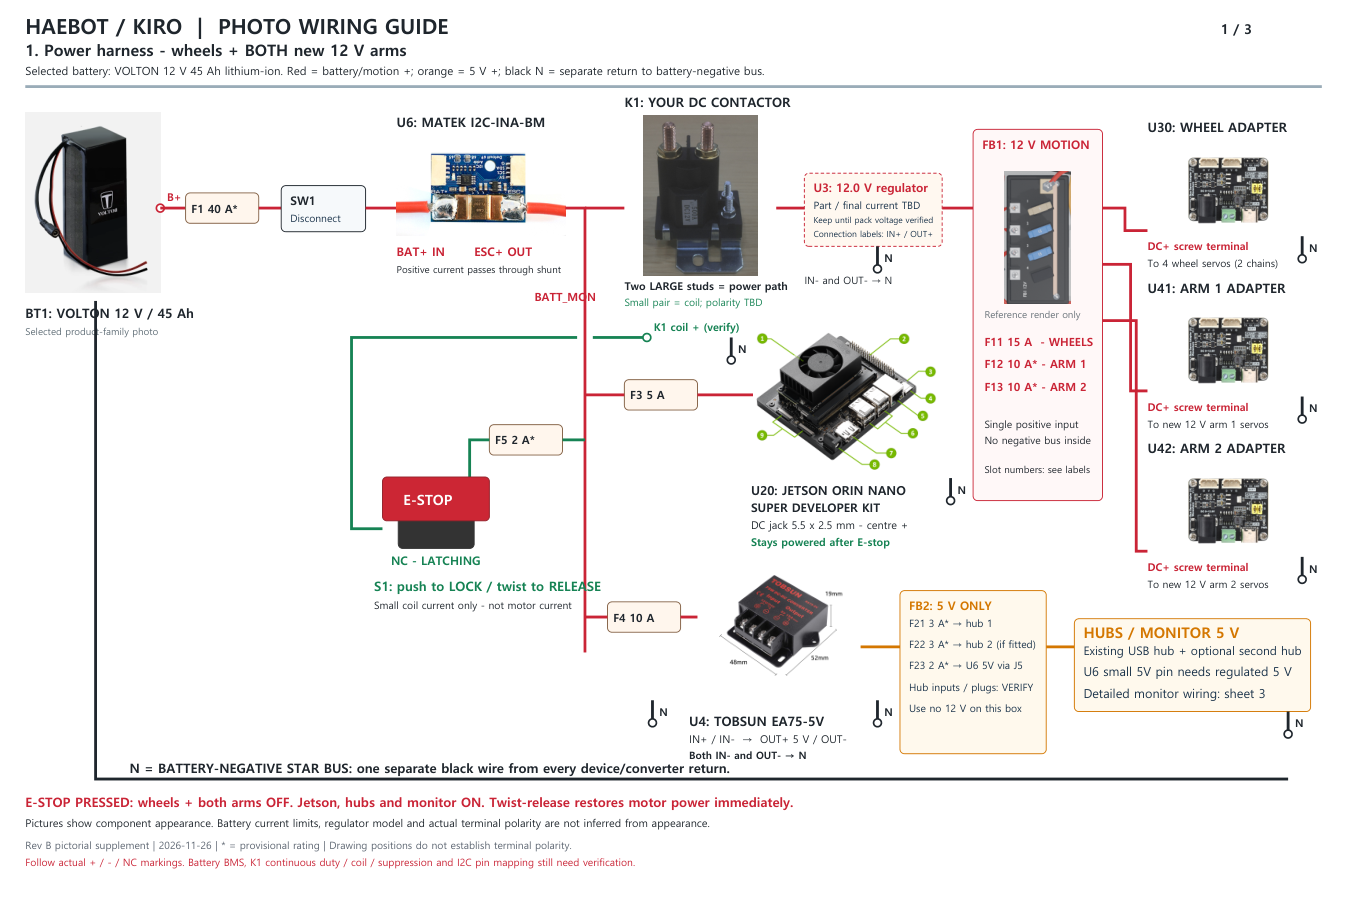 HAEBOT / KIRO | PHOTO WIRING GUIDE
1 / 3
1. Power harness - wheels + BOTH new 12 V arms
Selected battery: VOLTON 12 V 45 Ah lithium-ion. Red = battery/motion +; orange = 5 V +; black N = separate return to battery-negative bus.
VOLTON
BT1: VOLTON 12 V / 45 Ah
Selected product-family photo
B+
F1 40 A*
SW1
Disconnect
U6: MATEK I2C-INA-BM
BAT+
ESC+
BAT+ IN
ESC+ OUT
Positive current passes through shunt
BATT_MON
K1: YOUR DC CONTACTOR
Two LARGE studs = power path
Small pair = coil; polarity TBD
K1 coil + (verify)
N
U3: 12.0 V regulator
Part / final current TBD
Keep until pack voltage verified
Connection labels: IN+ / OUT+
N
IN- and OUT- → N
FB1: 12 V MOTION
Reference render only
F11 15 A - WHEELS
F12 10 A* - ARM 1
F13 10 A* - ARM 2
Single positive input
No negative bus inside
Slot numbers: see labels
U30: WHEEL ADAPTER
DC+ screw terminal
To 4 wheel servos (2 chains)
N
U41: ARM 1 ADAPTER
DC+ screw terminal
To new 12 V arm 1 servos
N
U42: ARM 2 ADAPTER
DC+ screw terminal
To new 12 V arm 2 servos
N
F3 5 A
1
2
3
4
5
6
7
8
9
U20: JETSON ORIN NANO
SUPER DEVELOPER KIT
DC jack 5.5 x 2.5 mm - centre +
Stays powered after E-stop
N
F5 2 A*
E-STOP
NC - LATCHING
S1: push to LOCK / twist to RELEASE
Small coil current only - not motor current
F4 10 A
TOBSUN
Input
Output
19mm
48mm
52mm
N
N
U4: TOBSUN EA75-5V
IN+ / IN- → OUT+ 5 V / OUT-
Both IN- and OUT- → N
FB2: 5 V ONLY
F21 3 A* → hub 1
F22 3 A* → hub 2 (if fitted)
F23 2 A* → U6 5V via J5
Hub inputs / plugs: VERIFY
Use no 12 V on this box
HUBS / MONITOR 5 V
Existing USB hub + optional second hub
U6 small 5V pin needs regulated 5 V
Detailed monitor wiring: sheet 3
N
N = BATTERY-NEGATIVE STAR BUS: one separate black wire from every device/converter return.
E-STOP PRESSED: wheels + both arms OFF. Jetson, hubs and monitor ON. Twist-release restores motor power immediately.
Pictures show component appearance. Battery current limits, regulator model and actual terminal polarity are not inferred from appearance.
Rev B pictorial supplement | 2026-11-26 | * = provisional rating | Drawing positions do not establish terminal polarity.
Follow actual + / - / NC markings. Battery BMS, K1 continuous duty / coil / suppression and I2C pin mapping still need verification.